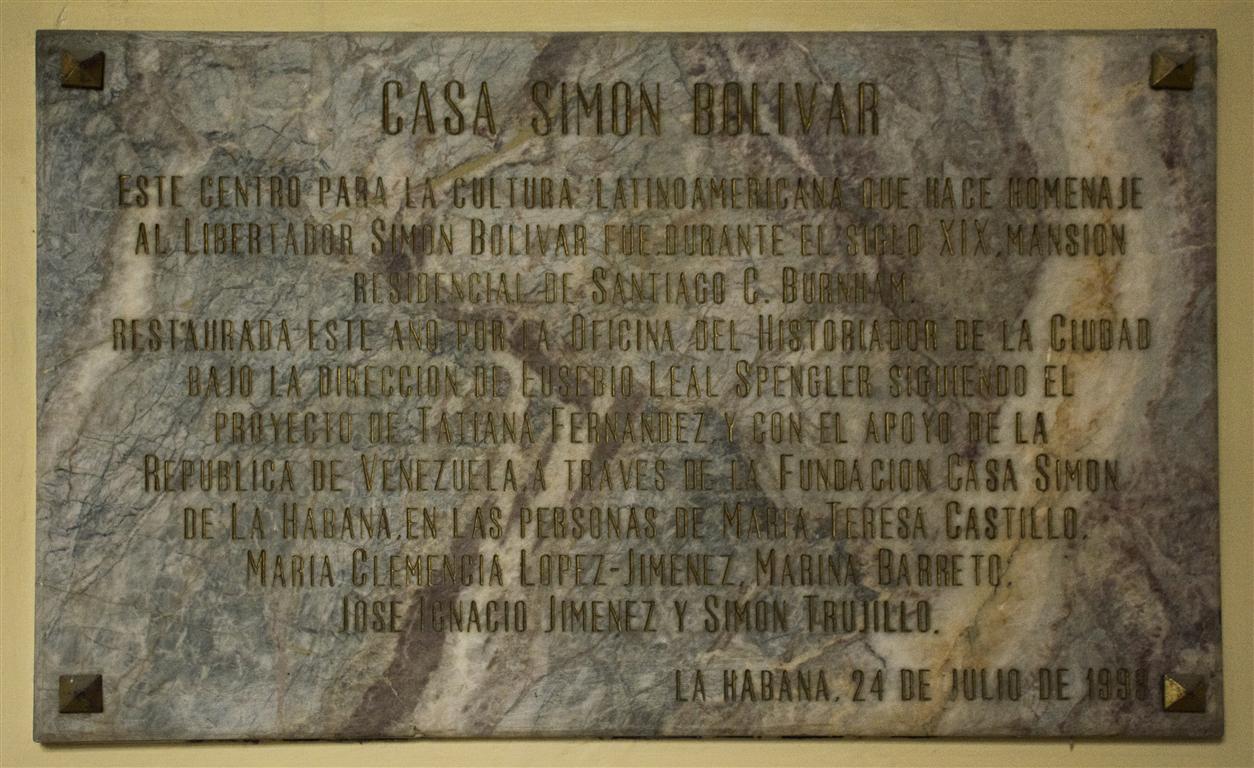 CASA SIMON BOLIVAR
ESTE CENTRO PARA LA CULTURA LATINOAMERICANA QUE HACE HOMENAJE
AL LIBERTADOR SIMON BOLIVAR FUE, DURANTE EL SIGLO XIX, MANSION
RESIDENCIAL DE SANTIAGO C. BURNHAM.
RESTAURADA ESTE AÑO POR LA OFICINA DEL HISTORIADOR DE LA CIUDAD
BAJO LA DIRECCION DE EUSEBIO LEAL SPENGLER SIGUIENDO EL
PROYECTO DE TATIANA FERNANDEZ Y CON EL APOYO DE LA
REPUBLICA DE VENEZUELA, A TRAVES DE LA FUNDACION CASA SIMON
DE LA HABANA, EN LAS PERSONAS DE MARIA TERESA CASTILLO,
MARIA CLEMENCIA LOPEZ-JIMENEZ, MARINA BARRETO,
JOSE IGNACIO JIMENEZ Y SIMON TRUJILLO.
LA HABANA, 24 DE JULIO DE